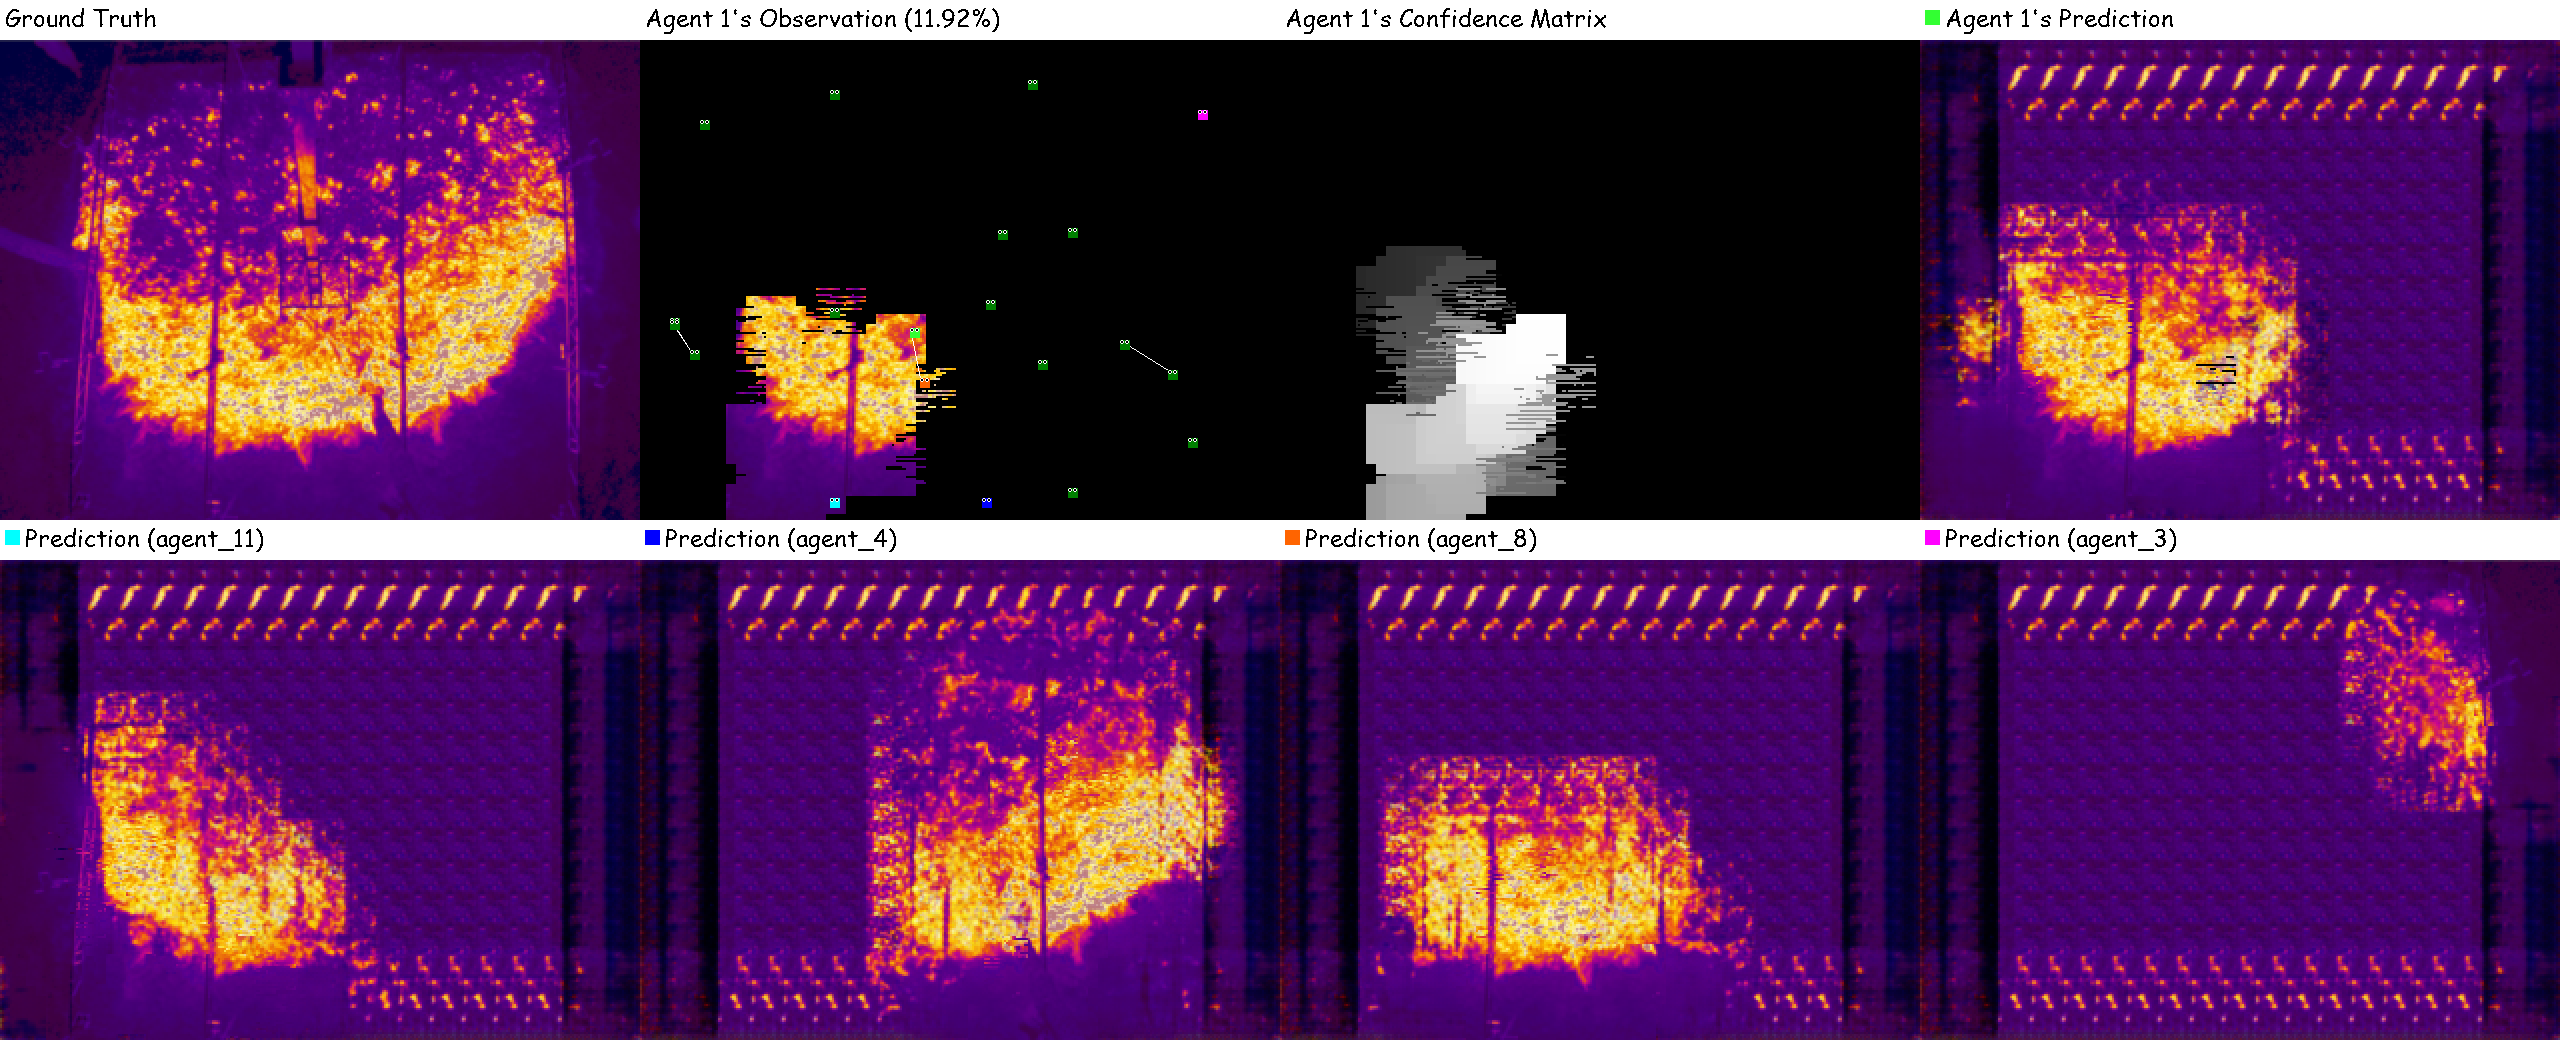 Ground Truth
Agent 1's Observation (11.92%)
Agent 1's Confidence Matrix
Agent 1's Prediction
Prediction (agent_11)
Prediction (agent_4)
Prediction (agent_8)
Prediction (agent_3)